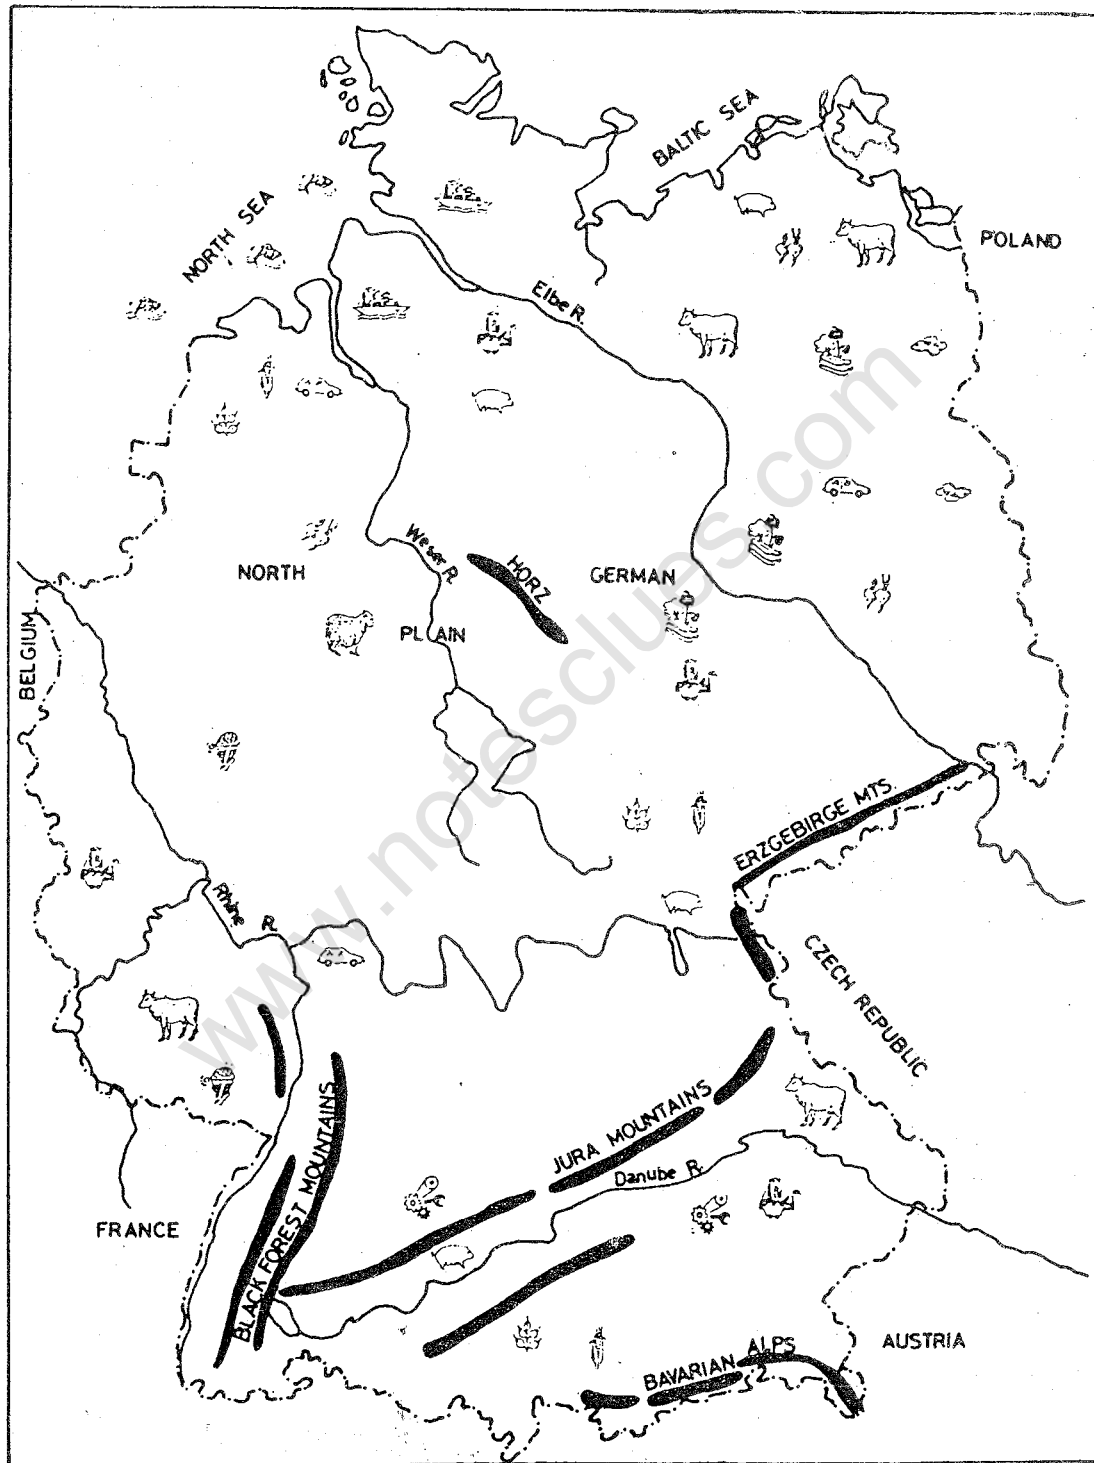 BALTIC SEA
NORTH SEA
POLAND
Elbe R.
Weser R.
HORZ
NORTH
GERMAN
PLAIN
BELGIUM
ERZGEBIRGE MTS.
Rhine R.
CZECH REPUBLIC
JURA MOUNTAINS
Danube R.
BLACK FOREST MOUNTAINS
FRANCE
AUSTRIA
BAVARIAN ALPS
www.notesclues.com